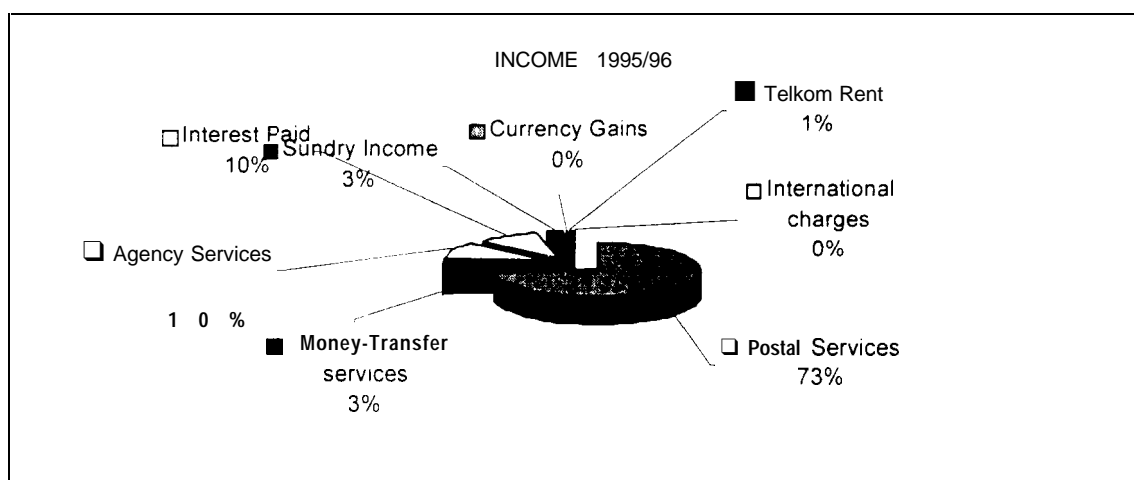 INCOME 1995/96
Telkom Rent
1%
Interest Paid
10%
Sundry Income
3%
Currency Gains
0%
International
charges
0%
Agency Services
1 0 %
Money-Transfer
services
3%
Postal Services
73%